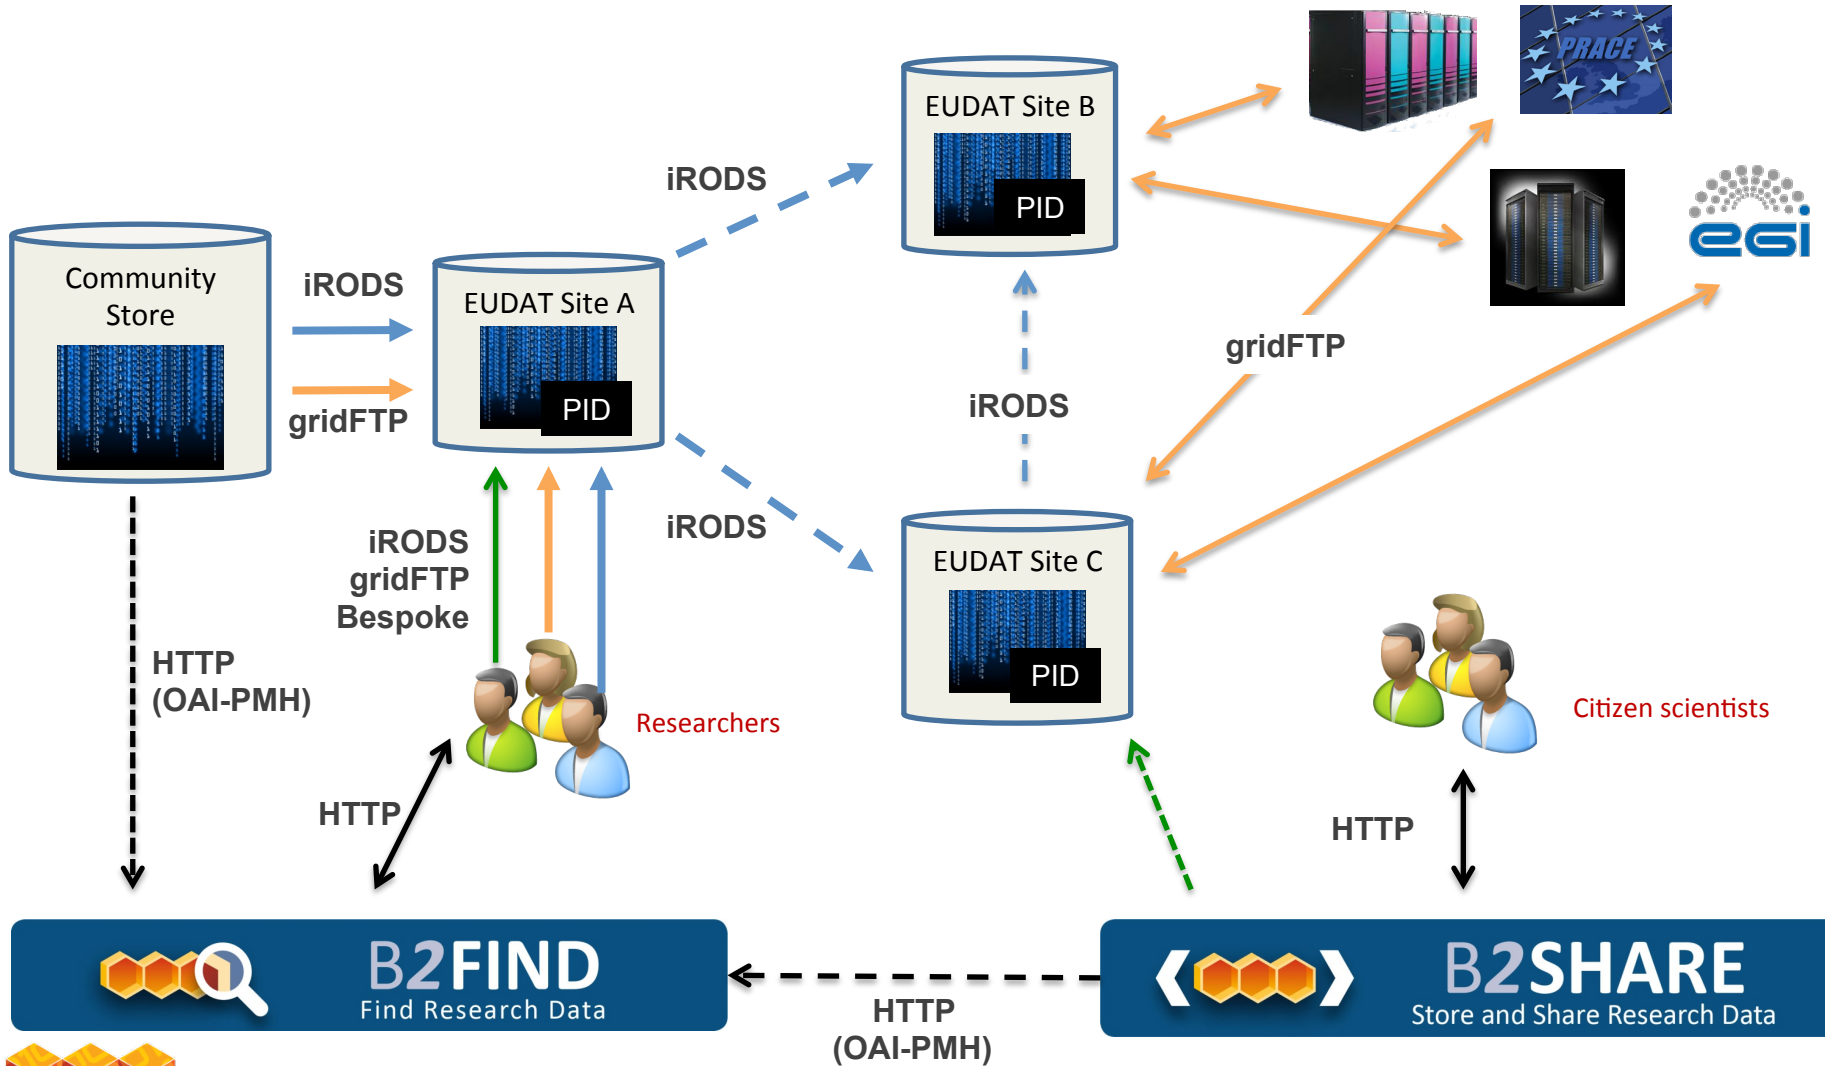 PRACE
EUDAT Site B
PID
iRODS
egi
Community
Store
iRODS
gridFTP
EUDAT Site A
PID
gridFTP
iRODS
iRODS
EUDAT Site C
PID
iRODS
gridFTP
Bespoke
HTTP
(OAI-PMH)
Researchers
Citizen scientists
HTTP
HTTP
B2FIND
Find Research Data
HTTP
(OAI-PMH)
B2SHARE
Store and Share Research Data